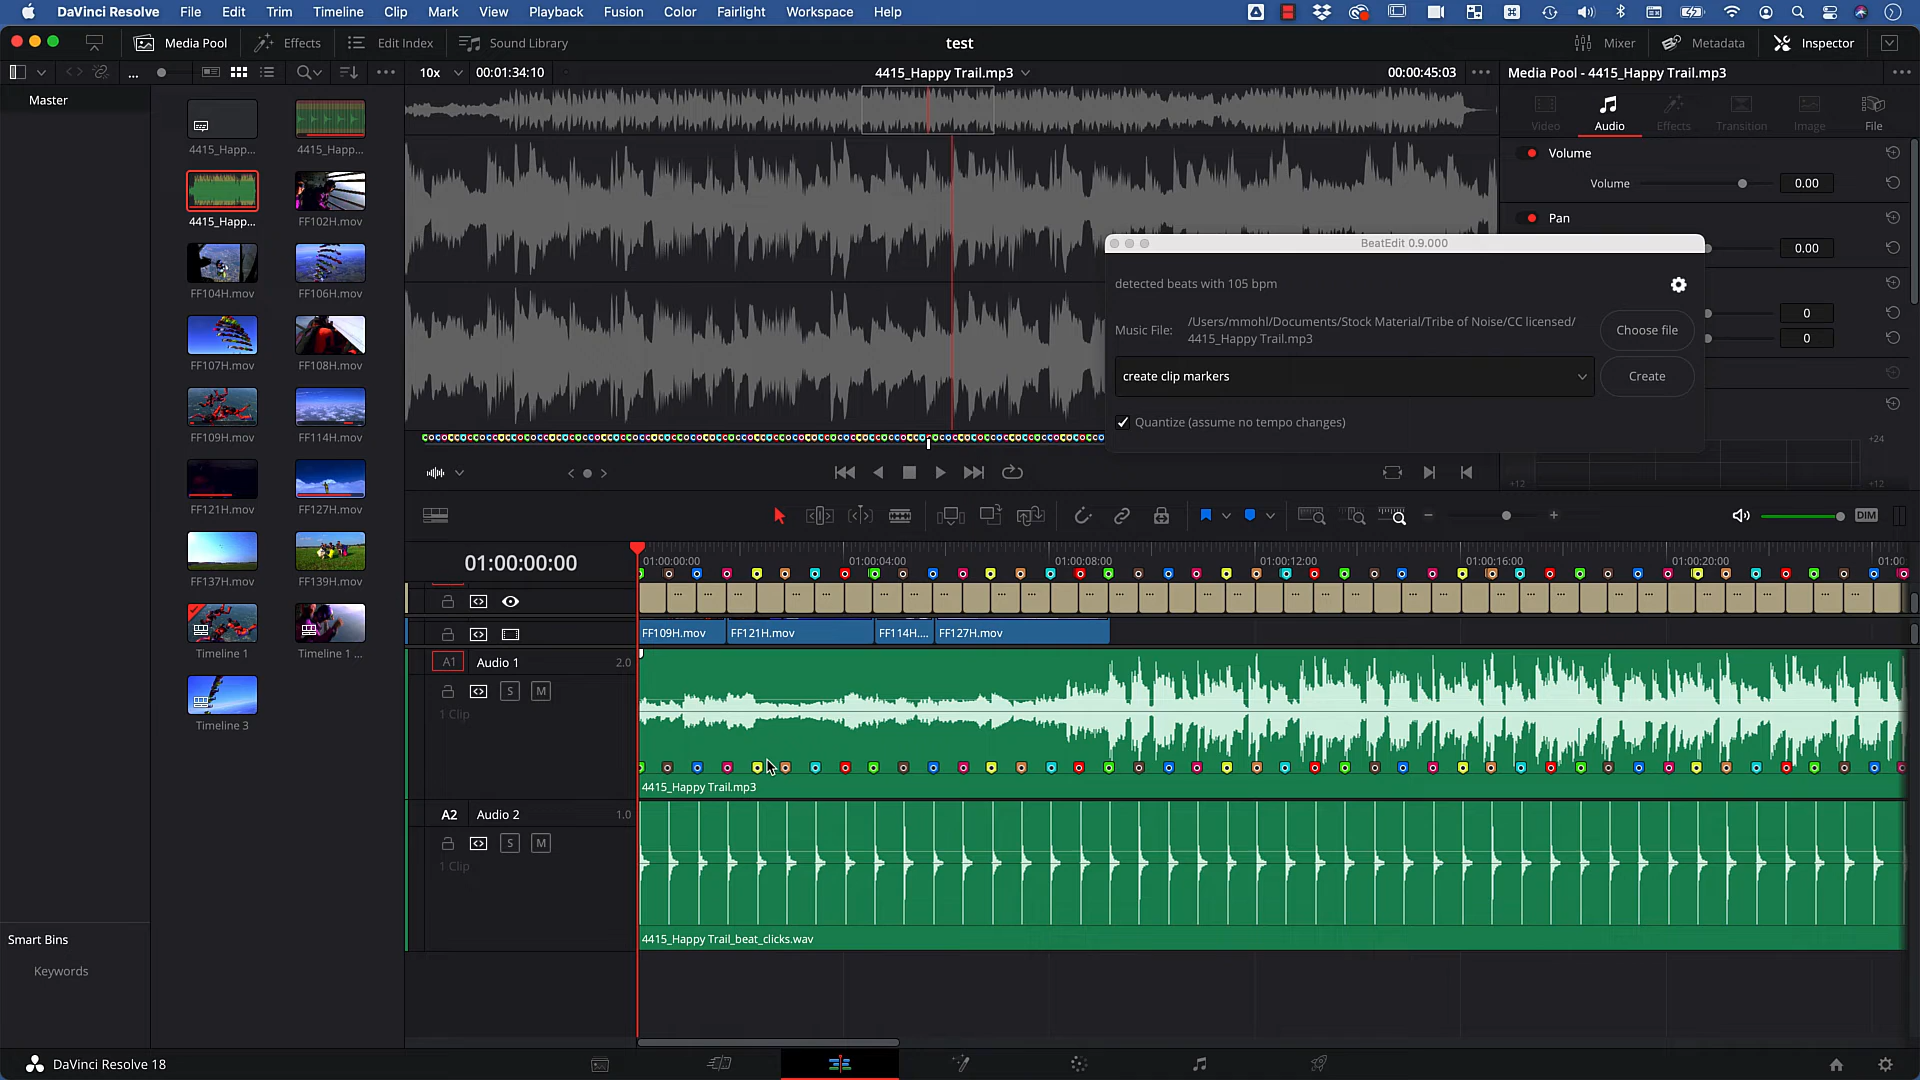 DaVinci Resolve File Edit Trim Timeline Clip Mark View Playback Fusion Color Fairlight Workspace Help
Media Pool Effects Edit Index Sound Library test Mixer Metadata Inspector
10x 00:01:34:10 4415_Happy Trail.mp3 00:00:45:03 Media Pool - 4415_Happy Trail.mp3
Master
Video Audio Effects Transition Image File
4415_Happ... 4415_Happ...
Volume
Volume 0.00
4415_Happ... FF102H.mov
Pan
0.00
BeatEdit 0.9.000
detected beats with 105 bpm
Music File: /Users/mmohl/Documents/Stock Material/Tribe of Noise/CC licensed/
4415_Happy Trail.mp3
Choose file
0
0
create clip markers Create
Quantize (assume no tempo changes)
FF104H.mov FF106H.mov
FF107H.mov FF108H.mov
FF109H.mov FF114H.mov
+24
+12 +12
FF121H.mov FF127H.mov
DIM
FF137H.mov FF139H.mov
Timeline 1 Timeline 1 ...
Timeline 3
01:00:00:00
01:00:00:00 01:00:04:00 01:00:08:00 01:00:12:00 01:00:16:00 01:00:20:00 01:00
FF109H.mov FF121H.mov FF114H.... FF127H.mov
A1 Audio 1 2.0
S M
1 Clip
4415_Happy Trail.mp3
A2 Audio 2 1.0
S M
1 Clip
4415_Happy Trail_beat_clicks.wav
Smart Bins
Keywords
DaVinci Resolve 18